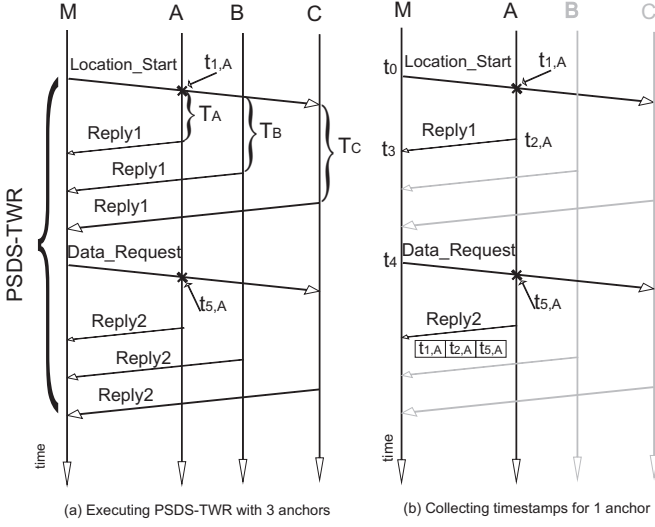 M A B C
Location_Start
t1,A
TA
TB
TC
Reply1
Reply1
Reply1
PSDS-TWR
Data_Request
t5,A
Reply2
Reply2
Reply2
time
(a) Executing PSDS-TWR with 3 anchors
M A B C
t0
Location_Start
t1,A
Reply1
t2,A
t3
Data_Request
t4
t5,A
Reply2
t1,A t2,A t5,A
time
(b) Collecting timestamps for 1 anchor